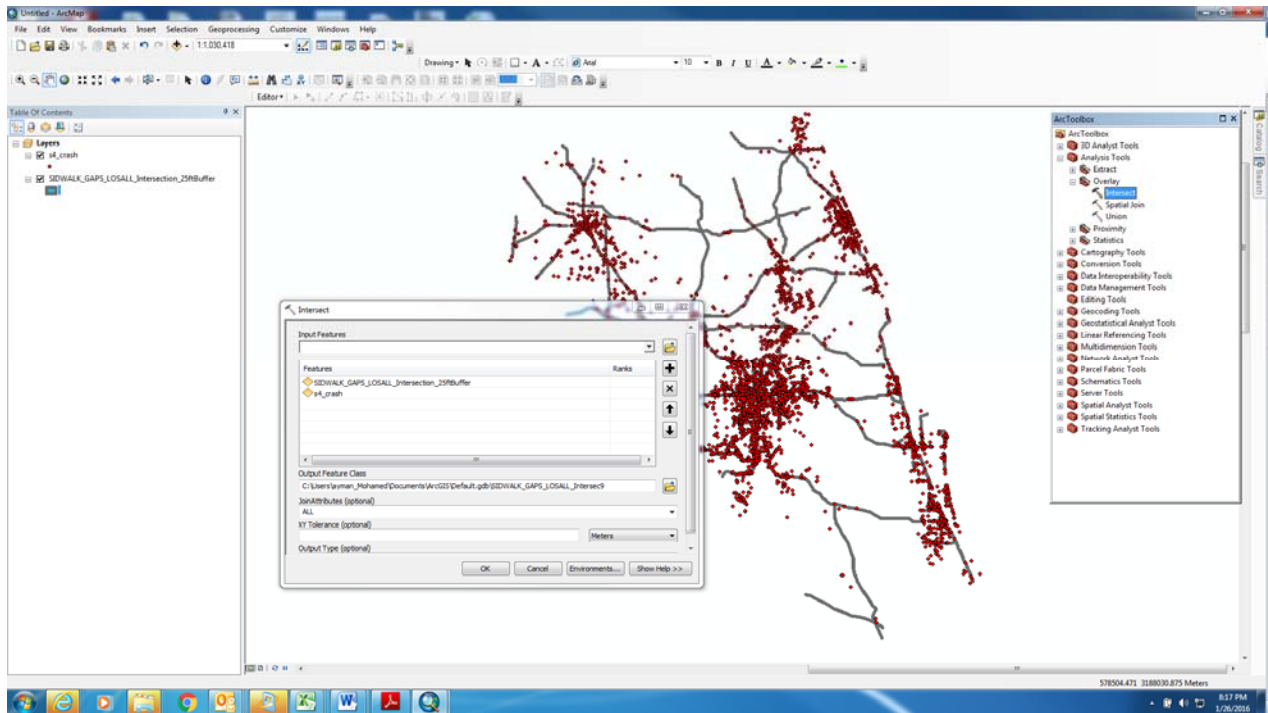 Untitled - ArcMap
File Edit View Bookmarks Insert Selection Geoprocessing Customize Windows Help
1:1,030,418
Drawing
Arial
10
B I U A
Editor
Table Of Contents
Layers
s4_crash
SIDWALK_GAPS_LOSALL_Intersection_25ftBuffer
Intersect
Input Features
Features Ranks
SIDWALK_GAPS_LOSALL_Intersection_25ftBuffer
s4_crash
Output Feature Class
C:\Users\ayman_Mohamed\Documents\ArcGIS\Default.gdb\SIDWALK_GAPS_LOSALL_Intersec9
JoinAttributes (optional)
ALL
XY Tolerance (optional)
Meters
Output Type (optional)
OK Cancel Environments... Show Help >>
ArcToolbox
ArcToolbox
3D Analyst Tools
Analysis Tools
Extract
Overlay
Intersect
Spatial Join
Union
Proximity
Statistics
Cartography Tools
Conversion Tools
Data Interoperability Tools
Data Management Tools
Editing Tools
Geocoding Tools
Geostatistical Analyst Tools
Linear Referencing Tools
Multidimension Tools
Network Analyst Tools
Parcel Fabric Tools
Schematics Tools
Server Tools
Spatial Analyst Tools
Spatial Statistics Tools
Tracking Analyst Tools
Catalog
Search
578504.471 3188030.875 Meters
8:17 PM
1/26/2016